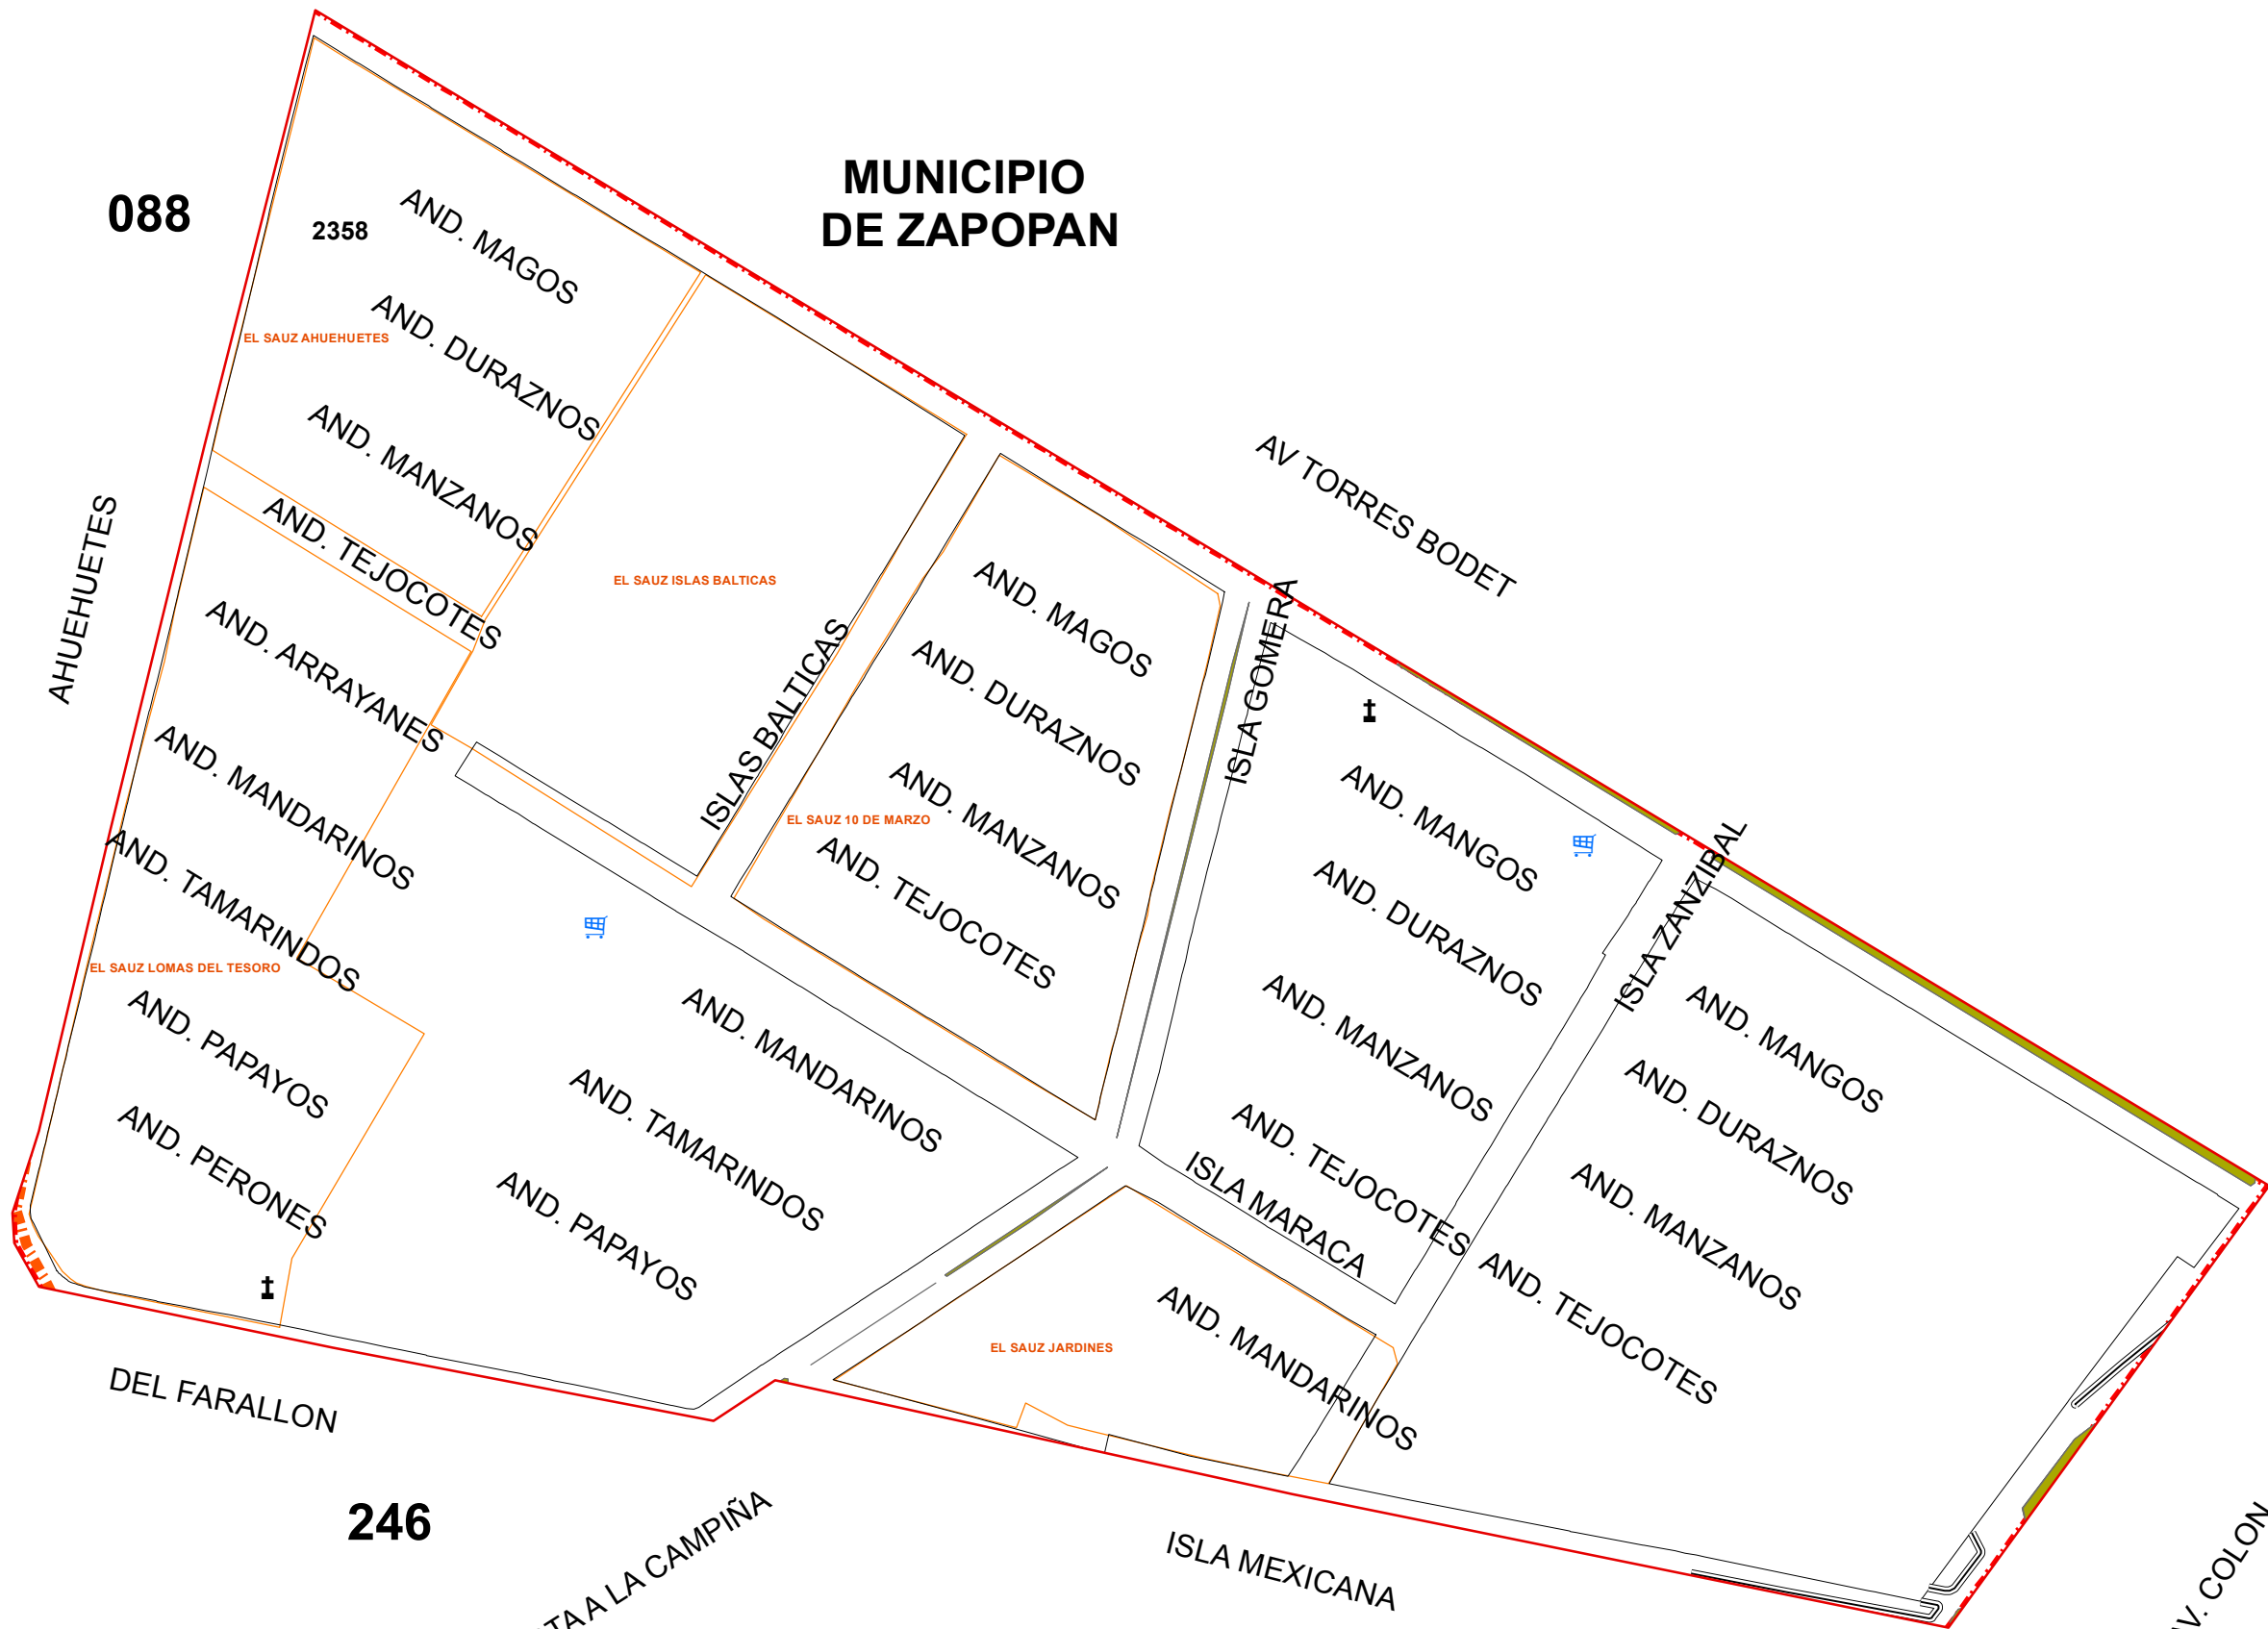 MUNICIPIO
DE ZAPOPAN
088
2358
AND. MAGOS
AND. DURAZNOS
EL SAUZ AHUEHUETES
AND. MANZANOS
AND. TEJOCOTES
AHUEHUETES
EL SAUZ ISLAS BALTICAS
ISLAS BALTICAS
AND. ARRAYANES
AND. MANDARINOS
AND. TAMARINDOS
EL SAUZ LOMAS DEL TESORO
AND. PAPAYOS
AND. PERONES
AV TORRES BODET
AND. MAGOS
AND. DURAZNOS
AND. MANZANOS
EL SAUZ 10 DE MARZO
AND. TEJOCOTES
ISLA GOMERA
AND. MANGOS
AND. DURAZNOS
AND. MANZANOS
AND. TEJOCOTES
ISLA MARACA
ISLA ZANZIBAL
AND. MANGOS
AND. DURAZNOS
AND. MANZANOS
AND. TEJOCOTES
AND. MANDARINOS
AND. TAMARINDOS
AND. PAPAYOS
EL SAUZ JARDINES
AND. MANDARINOS
DEL FARALLON
246
A LA CAMPIÑA
ISLA MEXICANA
COLON